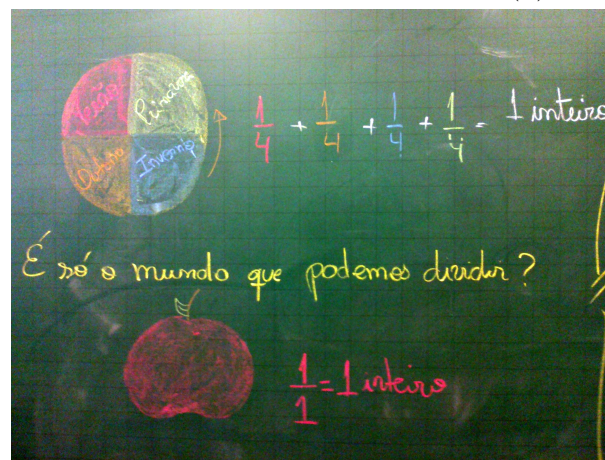 Verão Primavera
Outono Inverno
1/4 + 1/4 + 1/4 + 1/4 = 1 inteiro
É só o mundo que podemos dividir?
1/1 = 1 inteiro